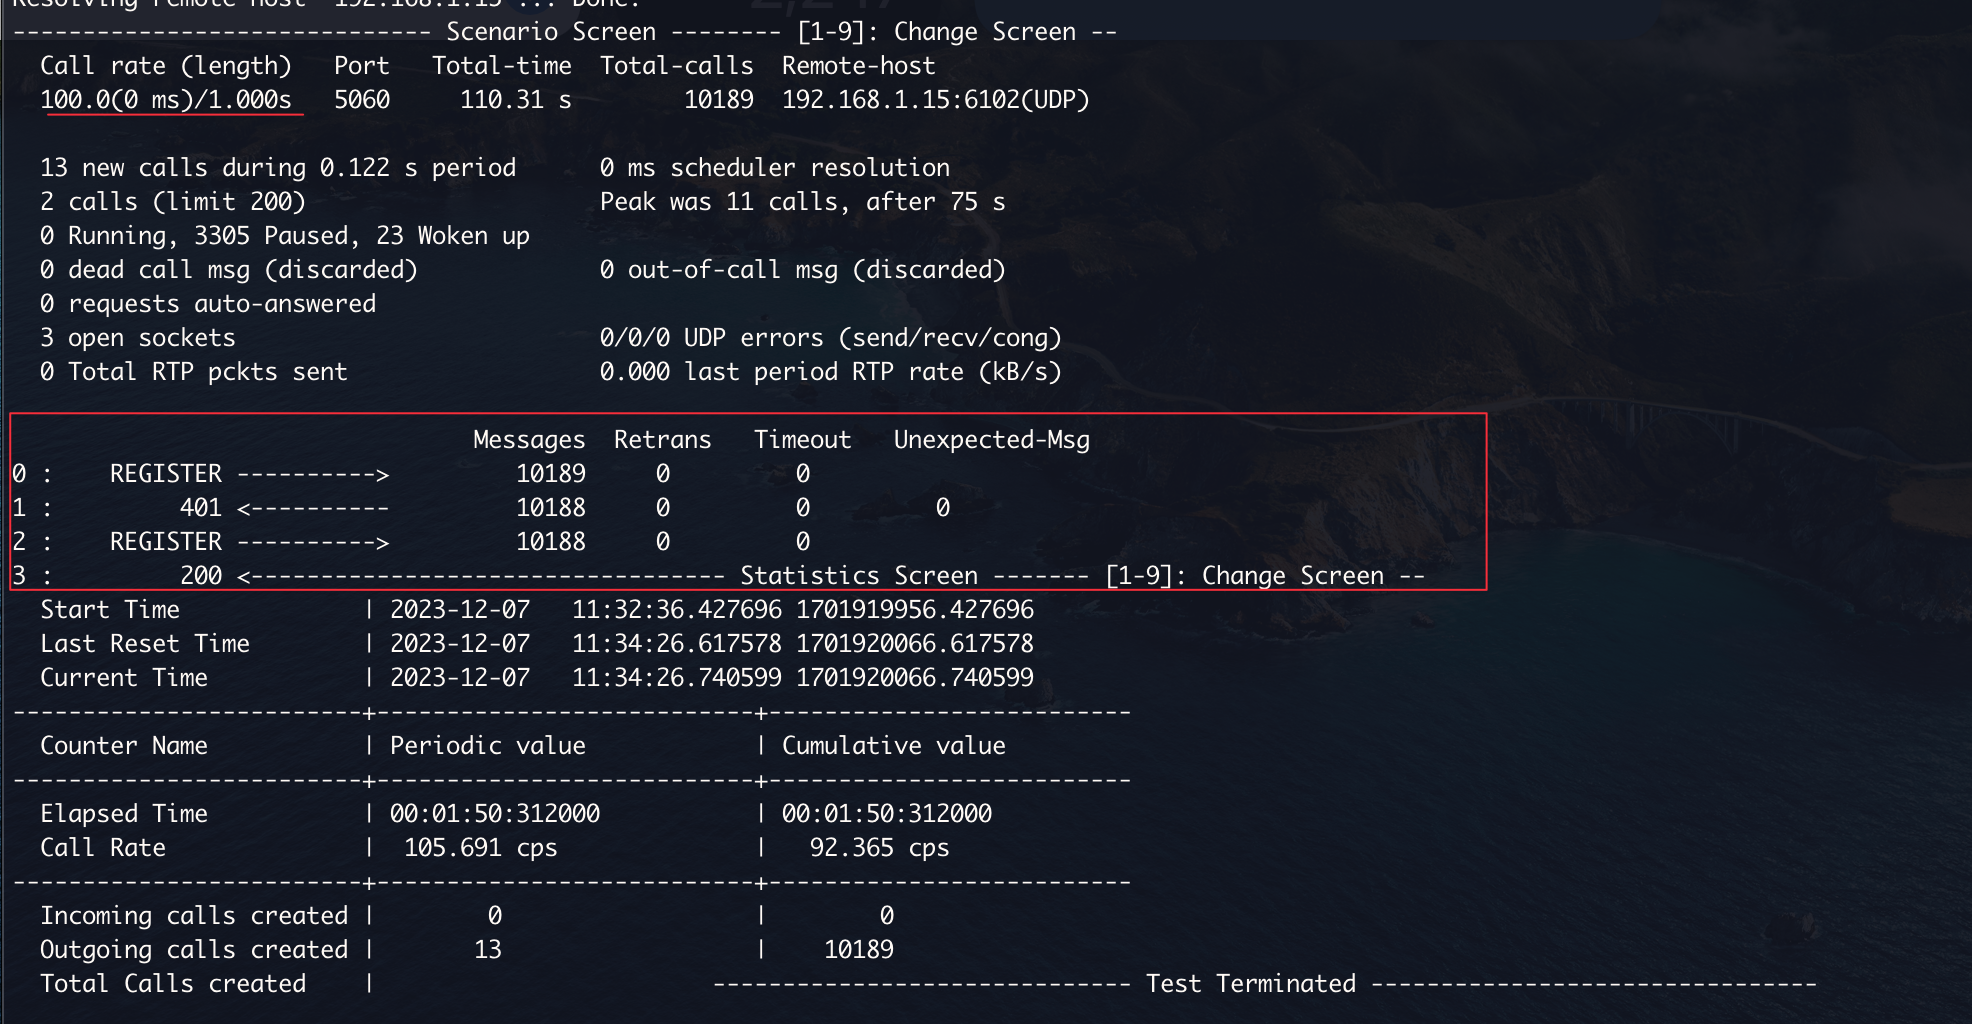 Resolving remote host '192.168.1.15'... Done.
------------------------------ Scenario Screen -------- [1-9]: Change Screen --
  Call rate (length)   Port   Total-time  Total-calls  Remote-host
  100.0(0 ms)/1.000s   5060     110.31 s        10189  192.168.1.15:6102(UDP)

  13 new calls during 0.122 s period      0 ms scheduler resolution
  2 calls (limit 200)                     Peak was 11 calls, after 75 s
  0 Running, 3305 Paused, 23 Woken up
  0 dead call msg (discarded)             0 out-of-call msg (discarded)
  0 requests auto-answered
  3 open sockets                          0/0/0 UDP errors (send/recv/cong)
  0 Total RTP pckts sent                  0.000 last period RTP rate (kB/s)

                                 Messages  Retrans   Timeout   Unexpected-Msg
0 :    REGISTER ---------->         10189     0         0
1 :         401 <----------         10188     0         0         0
2 :    REGISTER ---------->         10188     0         0
3 :         200 <---------------------------------- Statistics Screen ------- [1-9]: Change Screen --
  Start Time             | 2023-12-07   11:32:36.427696 1701919956.427696
  Last Reset Time        | 2023-12-07   11:34:26.617578 1701920066.617578
  Current Time           | 2023-12-07   11:34:26.740599 1701920066.740599
-------------------------+---------------------------+--------------------------
  Counter Name           | Periodic value            | Cumulative value
-------------------------+---------------------------+--------------------------
  Elapsed Time           | 00:01:50:312000           | 00:01:50:312000
  Call Rate              |  105.691 cps              |   92.365 cps
-------------------------+---------------------------+--------------------------
  Incoming calls created |        0                  |        0
  Outgoing calls created |       13                  |    10189
  Total Calls created    |                        ------------------------------ Test Terminated --------------------------------